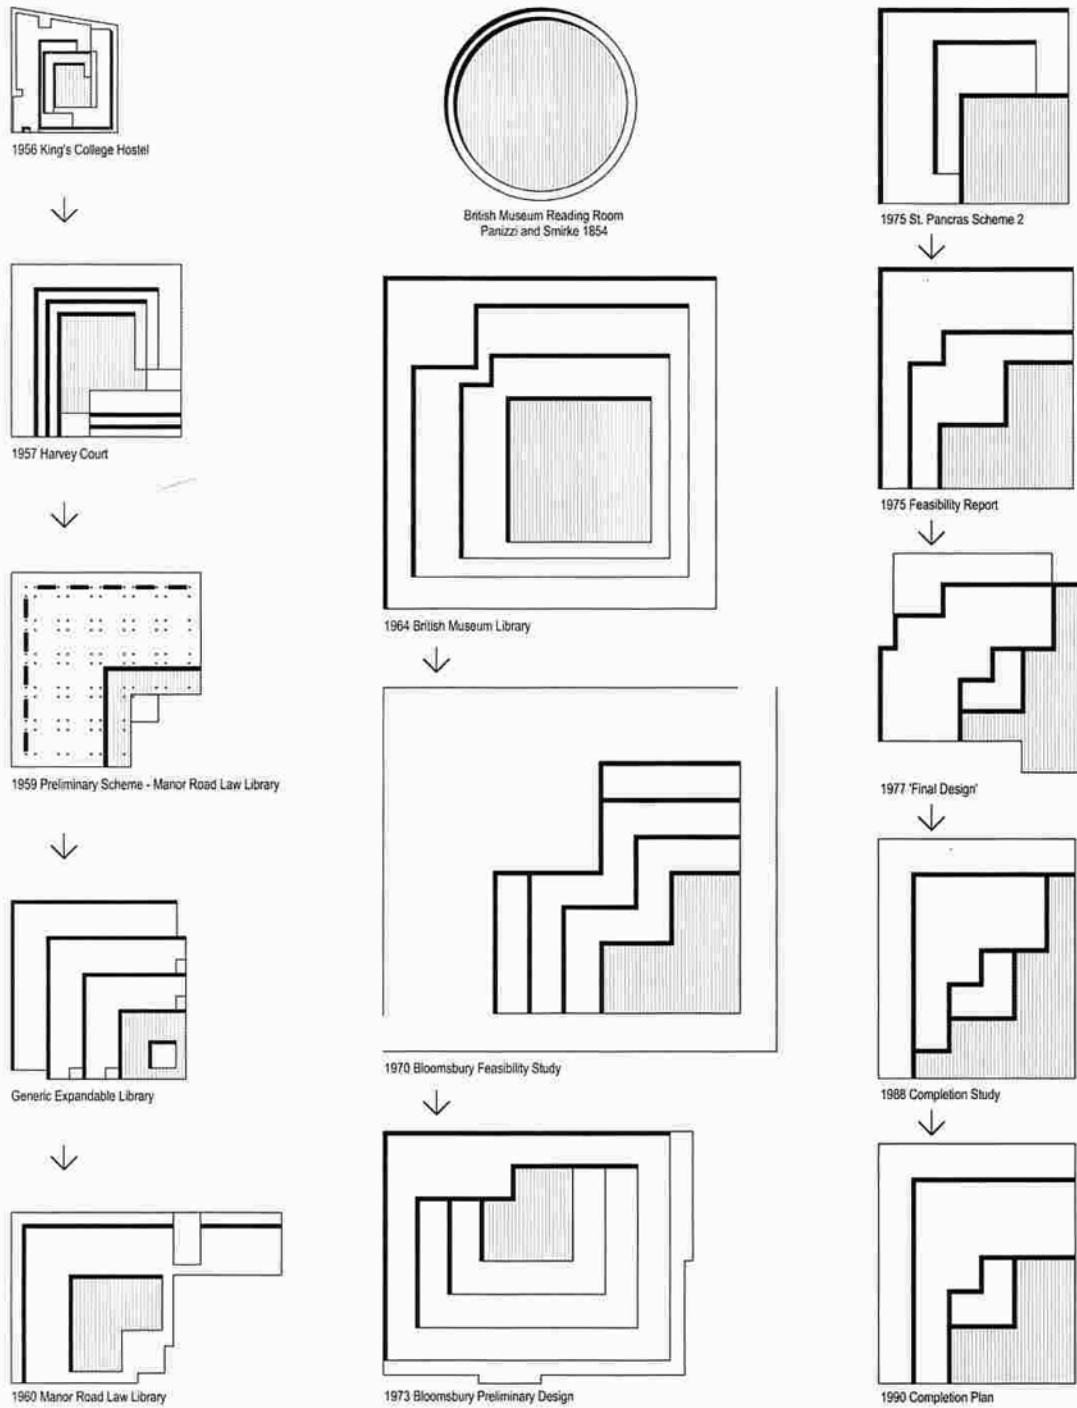 1956 King's College Hostel
1957 Harvey Court
1959 Preliminary Scheme - Manor Road Law Library
Generic Expandable Library
1960 Manor Road Law Library
British Museum Reading Room
Panizzi and Smirke 1854
1964 British Museum Library
1970 Bloomsbury Feasibility Study
1973 Bloomsbury Preliminary Design
1975 St. Pancras Scheme 2
1975 Feasibility Report
1977 'Final Design'
1988 Completion Study
1990 Completion Plan